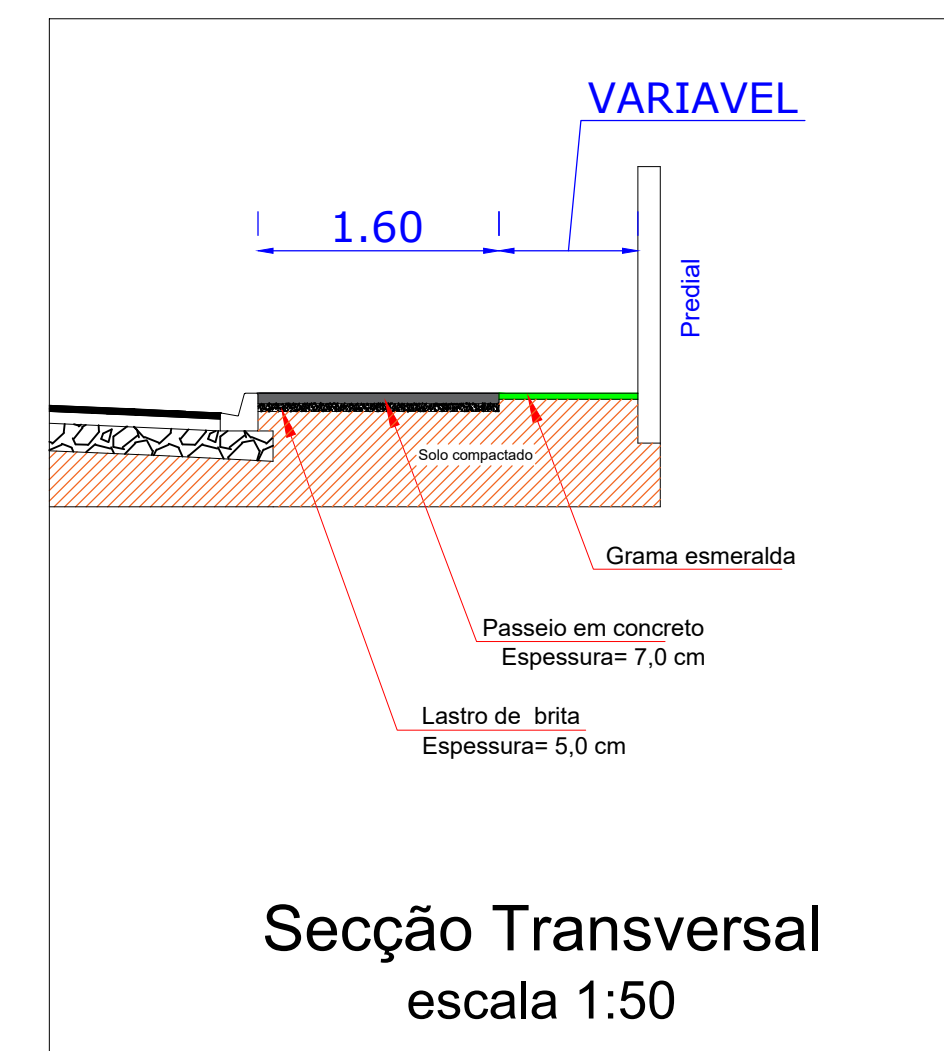 VARIAVEL
1.60
Predial
Solo compactado
Grama esmeralda
Passeio em concreto
Espessura= 7,0 cm
Lastro de  brita
Espessura= 5,0 cm
Secção Transversal
escala 1:50